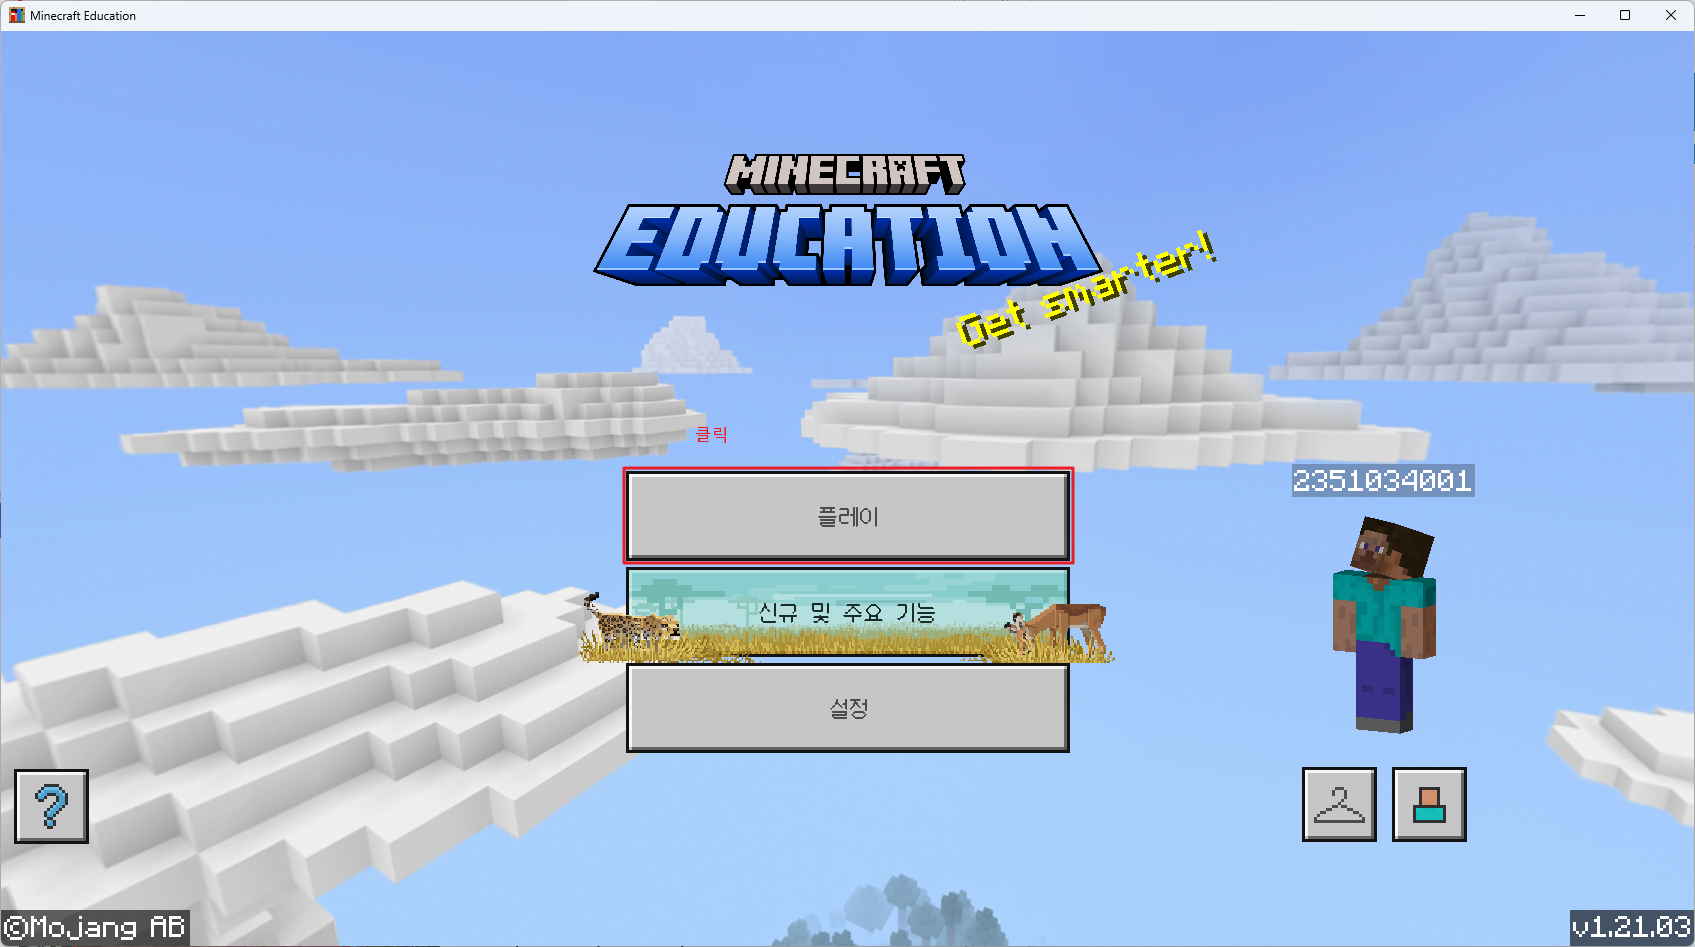 Minecraft Education
MINECRAFT
EDUCATION
Get smarter!
클릭
플레이
2351034001
신규 및 주요 기능
설정
©Mojang AB
v1.21.03